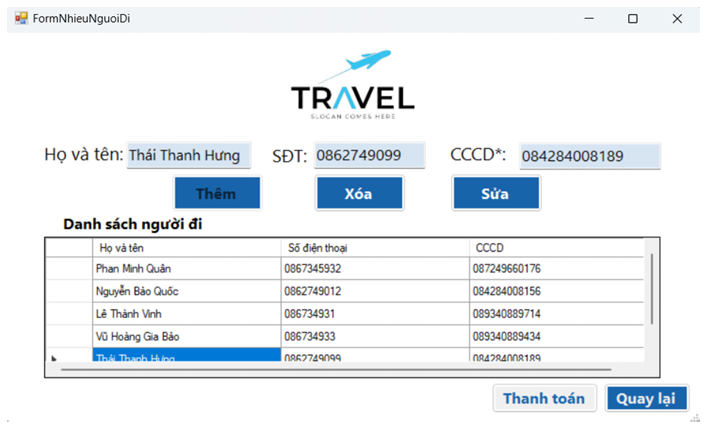 FormNhieuNguoiDi
TRAVEL
SLOGAN COMES HERE
Họ và tên: Thái Thanh Hưng SĐT: 0862749099 CCCD*: 084284008189
Thêm Xóa Sửa
Danh sách người đi
Họ và tên Số điện thoại CCCD
Phan Minh Quân 0867345932 087249660176
Nguyễn Bảo Quốc 0862749012 084284008156
Lê Thành Vinh 086734931 089340889714
Vũ Hoàng Gia Bảo 086734933 089340889434
Thái Thanh Hưng 0862749099 084284008189
Thanh toán Quay lại